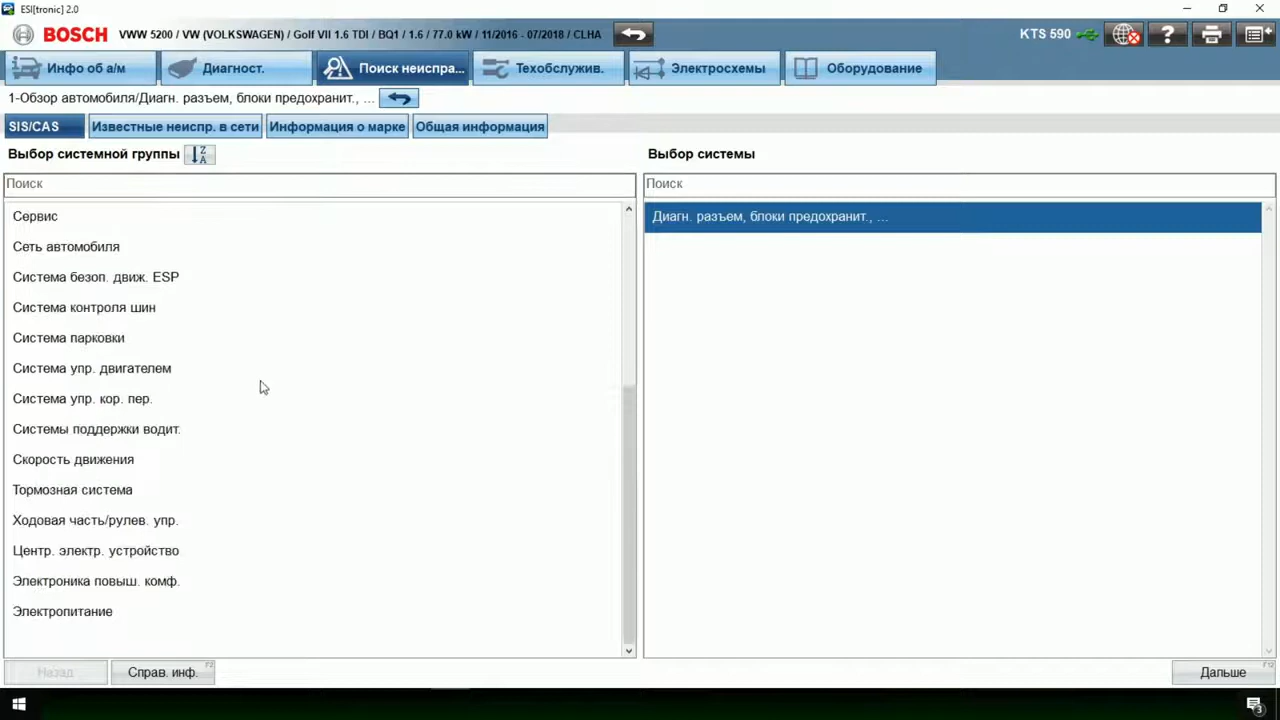 ESI[tronic] 2.0
BOSCH VWW 5200 / VW (VOLKSWAGEN) / Golf VII 1.6 TDI / BQ1 / 1.6 / 77.0 kW / 11/2016 - 07/2018 / CLHA KTS 590 ?
Инфо об а/м Диагност. Поиск неиспра... Техобслужив. Электросхемы Оборудование
1-Обзор автомобиля/Диагн. разъем, блоки предохранит., ...
SIS/CAS Известные неиспр. в сети Информация о марке Общая информация
Выбор системной группы Z A Выбор системы
Поиск Поиск
Сервис Диагн. разъем, блоки предохранит., ...
Сеть автомобиля
Система безоп. движ. ESP
Система контроля шин
Система парковки
Система упр. двигателем
Система упр. кор. пер.
Системы поддержки водит.
Скорость движения
Тормозная система
Ходовая часть/рулев. упр.
Центр. электр. устройство
Электроника повыш. комф.
Электропитание
Назад Справ. инф. F2 Дальше F12
3